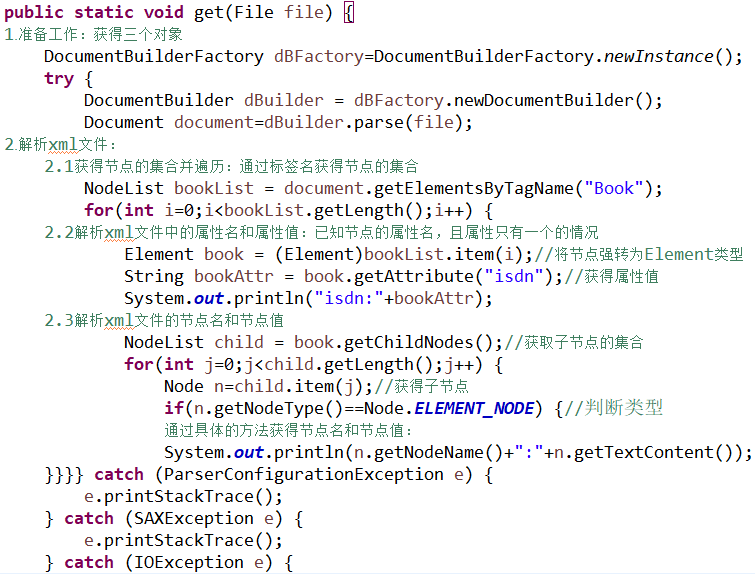 public static void get(File file) {
1.准备工作：获得三个对象
DocumentBuilderFactory dBFactory=DocumentBuilderFactory.newInstance();
try {
DocumentBuilder dBuilder = dBFactory.newDocumentBuilder();
Document document=dBuilder.parse(file);
2.解析xml文件：
2.1获得节点的集合并遍历：通过标签名获得节点的集合
NodeList bookList = document.getElementsByTagName("Book");
for(int i=0;i<bookList.getLength();i++) {
2.2解析xml文件中的属性名和属性值：已知节点的属性名，且属性只有一个的情况
Element book = (Element)bookList.item(i);//将节点强转为Element类型
String bookAttr = book.getAttribute("isdn");//获得属性值
System.out.println("isdn:"+bookAttr);
2.3解析xml文件的节点名和节点值
NodeList child = book.getChildNodes();//获取子节点的集合
for(int j=0;j<child.getLength();j++) {
Node n=child.item(j);//获得子节点
if(n.getNodeType()==Node.ELEMENT_NODE) {//判断类型
通过具体的方法获得节点名和节点值：
System.out.println(n.getNodeName()+":"+n.getTextContent());
}}}} catch (ParserConfigurationException e) {
e.printStackTrace();
} catch (SAXException e) {
e.printStackTrace();
} catch (IOException e) {